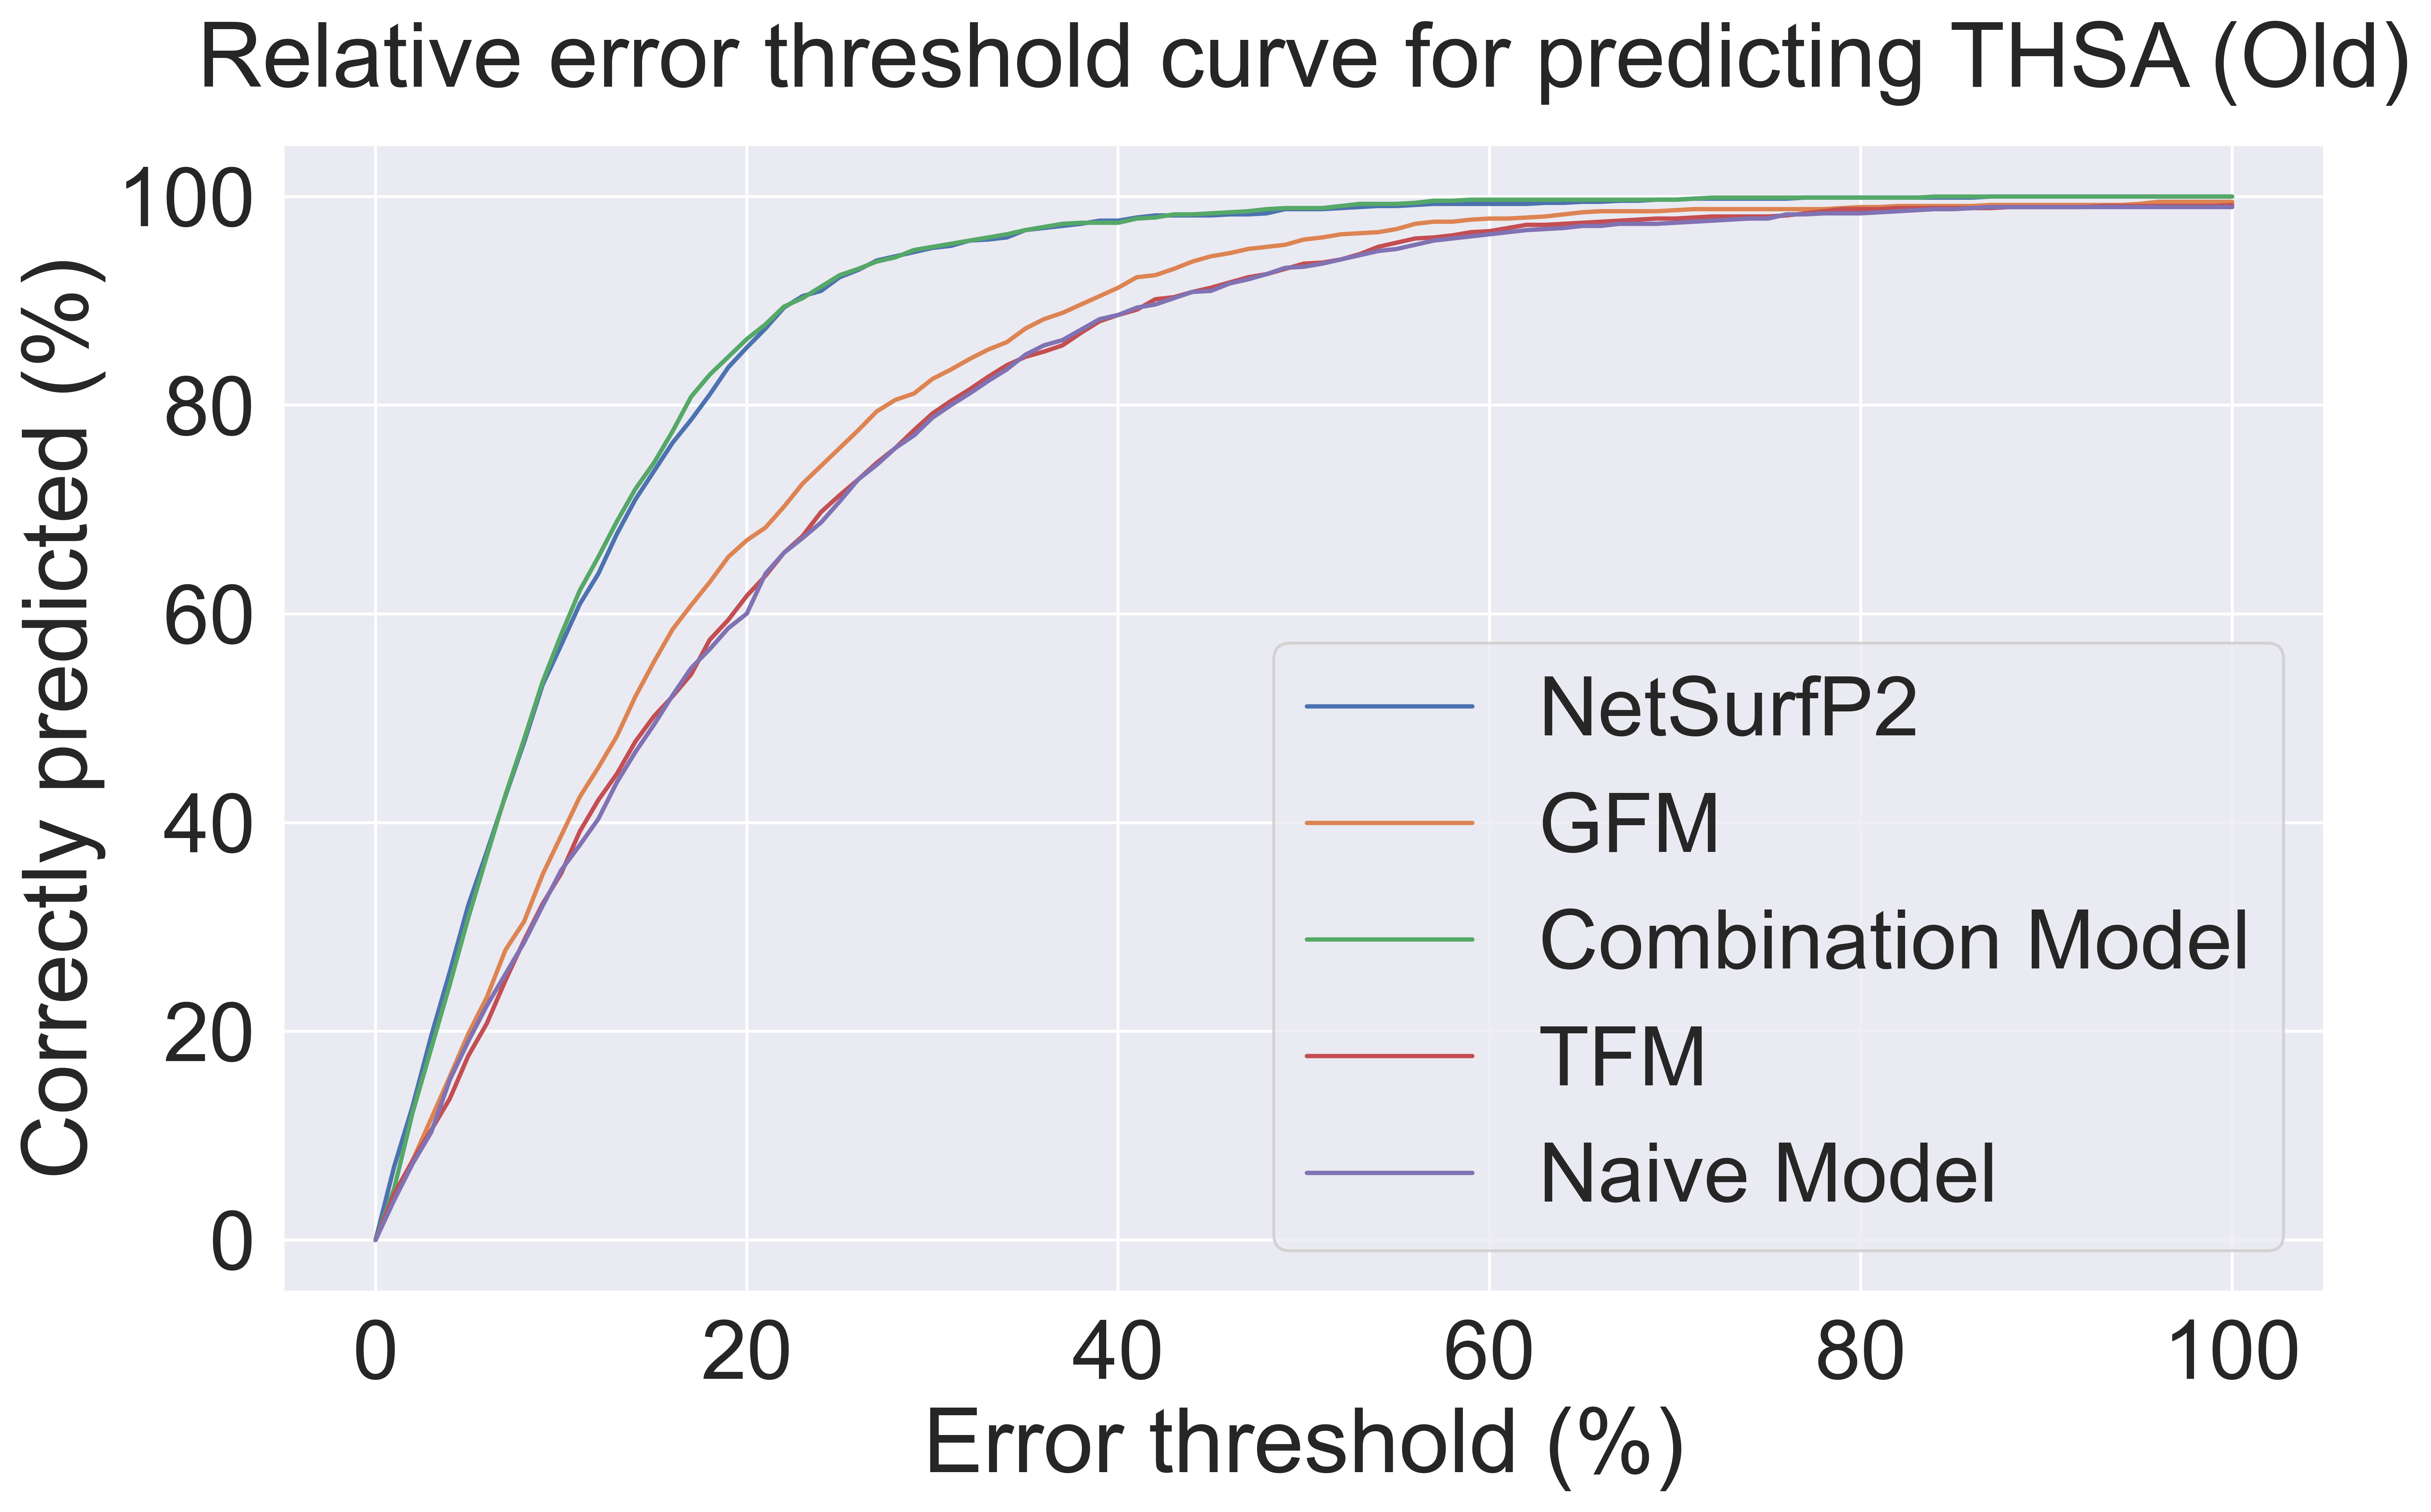 Relative error threshold curve for predicting THSA (Old)
Correctly predicted (%)
100
80
60
40
20
0
NetSurfP2
GFM
Combination Model
TFM
Naive Model
0 20 40 60 80 100
Error threshold (%)